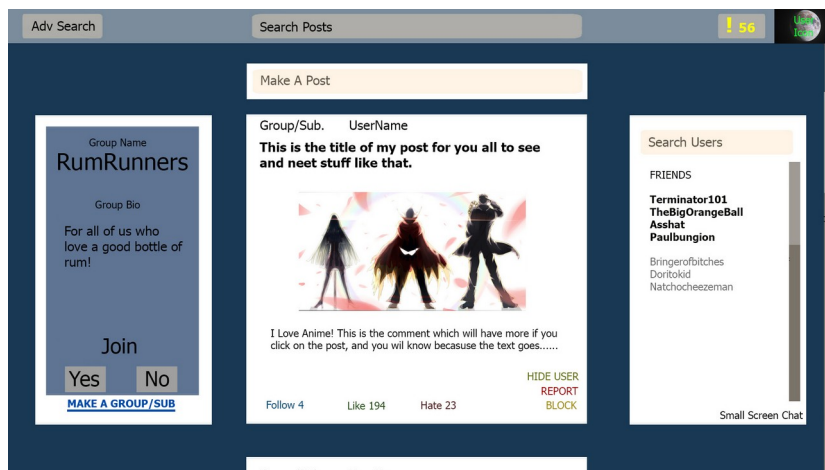 Adv Search
Search Posts
! 56
User
Icon
Make A Post
Group Name
RumRunners
Group Bio
For all of us who
love a good bottle of
rum!
Join
Yes No
MAKE A GROUP/SUB
Group/Sub. UserName
This is the title of my post for you all to see
and neet stuff like that.
I Love Anime! This is the comment which will have more if you
click on the post, and you wil know becasuse the text goes......
HIDE USER
REPORT
BLOCK
Follow 4 Like 194 Hate 23
Search Users
FRIENDS
Terminator101
TheBigOrangeBall
Asshat
Paulbungion
Bringerofbitches
Doritokid
Natchocheezeman
Small Screen Chat